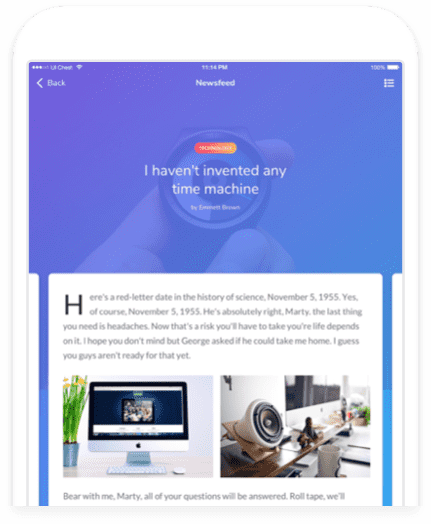 UI Chest
11:14 PM
100%
Back
Newsfeed
TECHNOLOGY
I haven't invented any
time machine
by Emmett Brown
Here's a red-letter date in the history of science, November 5, 1955. Yes,
of course, November 5, 1955. He's absolutely right, Marty. the last thing
you need is headaches. Now that's a risk you'll have to take you're life depends
on it. I hope you don't mind but George asked if he could take me home. I guess
you guys aren't ready for that yet.
Bear with me, Marty, all of your questions will be answered. Roll tape, we'll